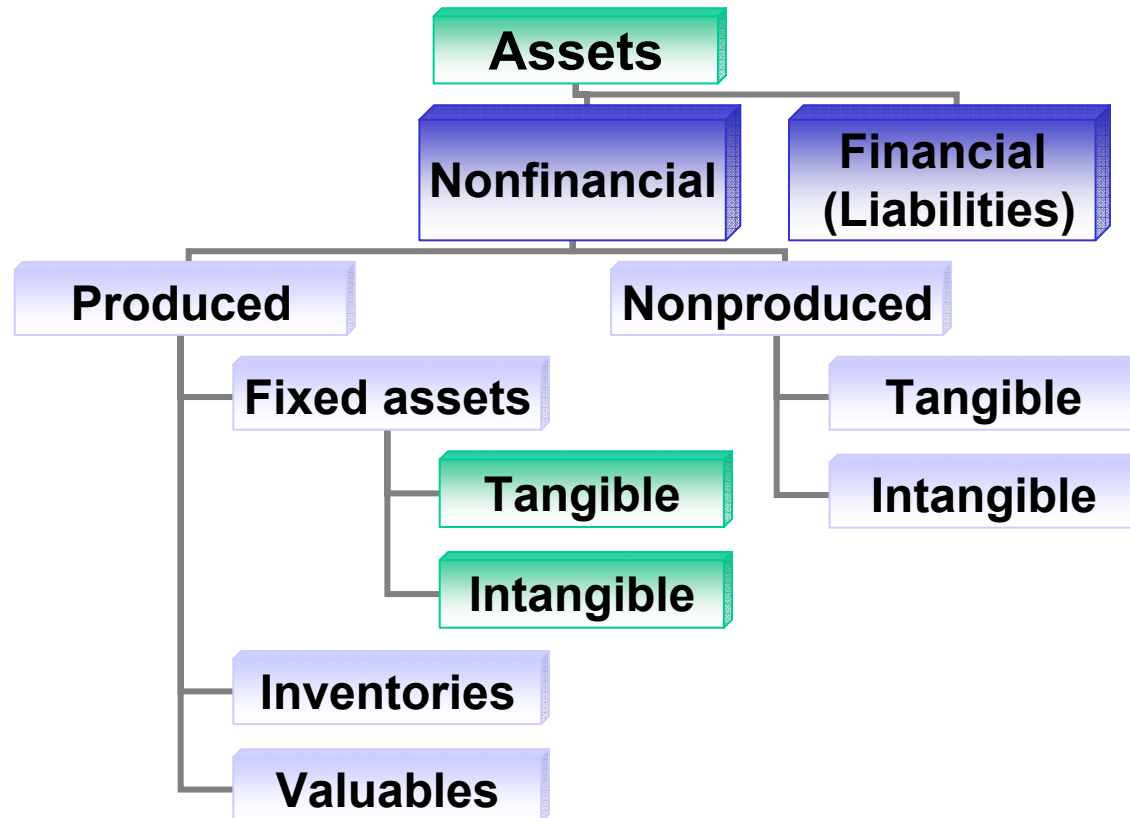 Assets
Nonfinancial
Financial
(Liabilities)
Produced
Nonproduced
Fixed assets
Tangible
Intangible
Inventories
Valuables
Tangible
Intangible